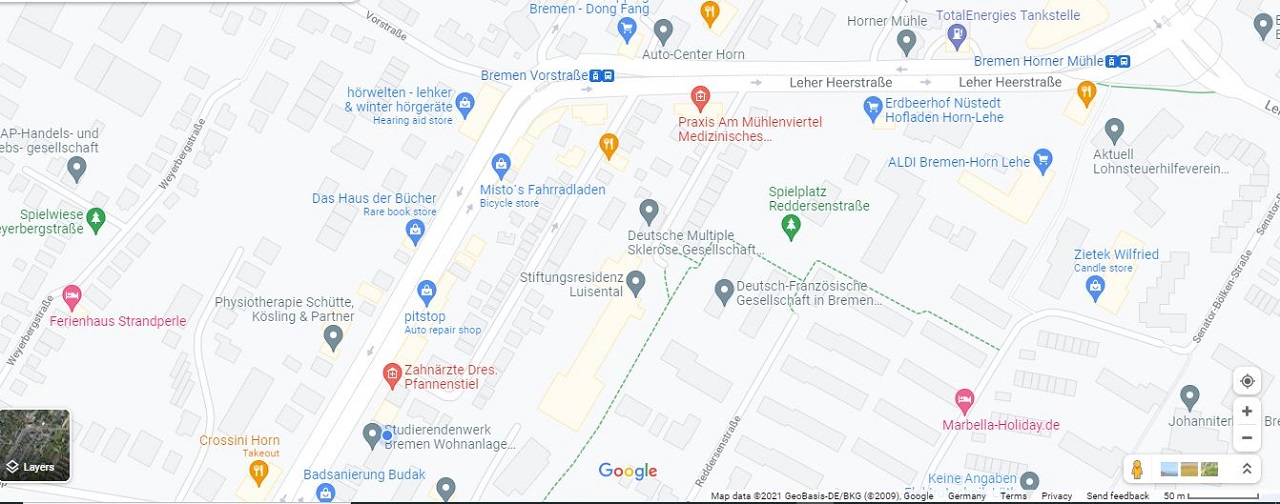 Bremen - Dong Fang
Vorstraße
Auto-Center Horn
Horner Mühle
TotalEnergies Tankstelle
Bremen Vorstraße
Bremen Horner Mühle
Leher Heerstraße
Leher Heerstraße
hörwelten - lehker
& winter hörgeräte
Hearing aid store
Praxis Am Mühlenviertel
Medizinisches...
Erdbeerhof Nüstedt
Hofladen Horn-Lehe
AP-Handels- und
ebs- gesellschaft
Weyerbergstraße
ALDI Bremen-Horn Lehe
Aktuell
Lohnsteuerhilfeverein...
Misto`s Fahrradladen
Bicycle store
Das Haus der Bücher
Rare book store
Spielplatz
Reddersenstraße
Spielwiese
eyerbergstraße
Deutsche Multiple
Sklerose Gesellschaft...
Zietek Wilfried
Candle store
Stiftungsresidenz
Luisental
Deutsch-Französische
Gesellschaft in Bremen...
Senator-Bölken-Straße
Ferienhaus Strandperle
Weyerbergstraße
Physiotherapie Schütte,
Kösling & Partner
pitstop
Auto repair shop
Zahnärzte Dres.
Pfannenstiel
Marbella-Holiday.de
Johanniter
Studierendenwerk
Bremen Wohnanlage...
Reddersenstraße
Crossini Horn
Takeout
Layers
Badsanierung Budak
Google
Keine Angaben
Map data ©2021 GeoBasis-DE/BKG (©2009), Google Germany Terms Privacy Send feedback 50 m